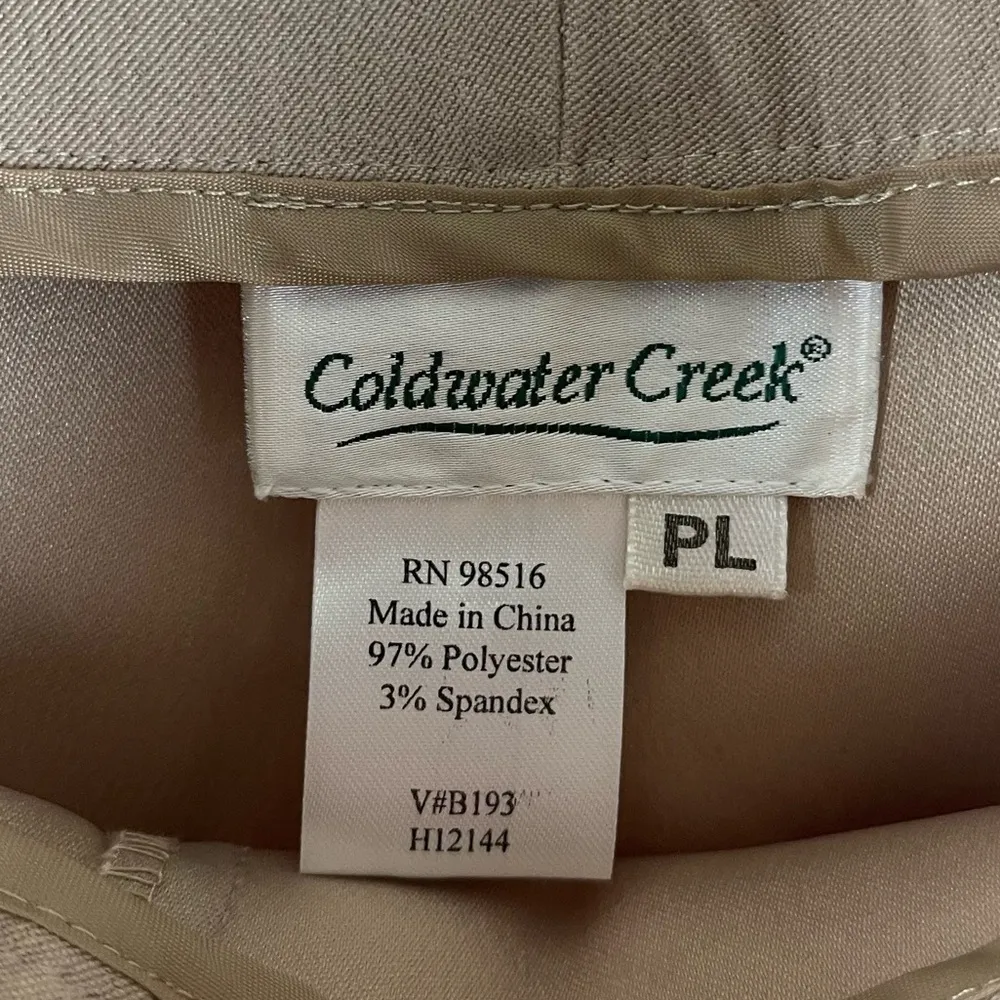 Coldwater Creek®
PL
RN 98516
Made in China
97% Polyester
3% Spandex
V#B193
H12144